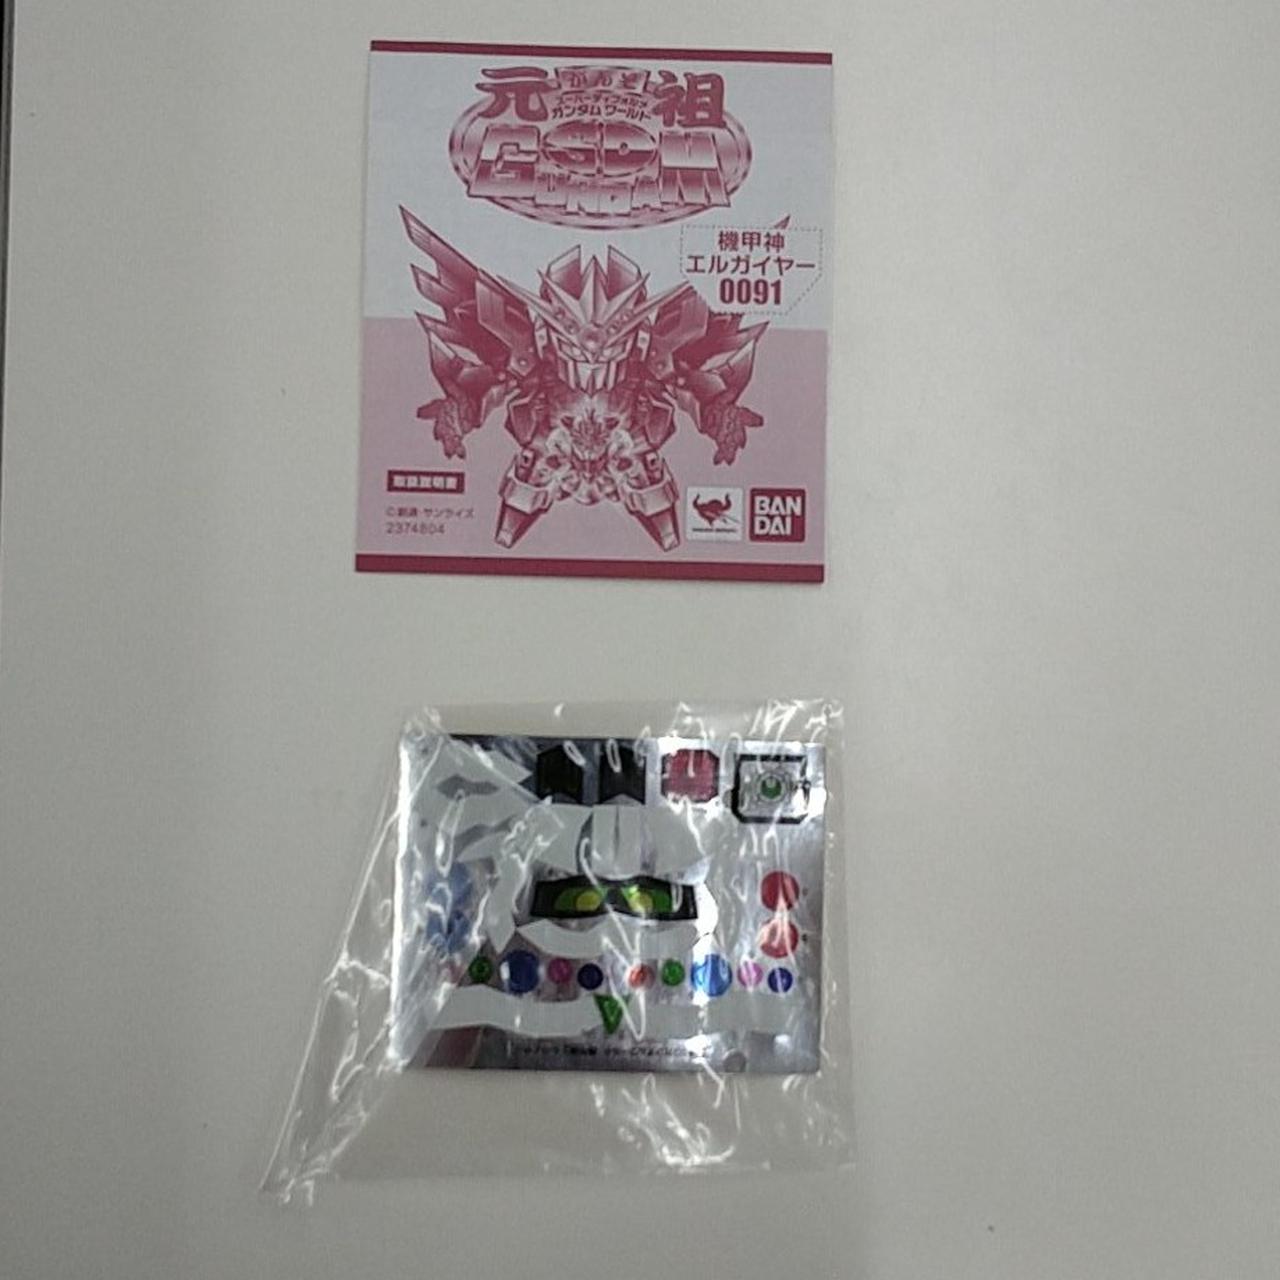 元祖
がんそ
スーパーディフォルメ
ガンダムワールド
SD
GUNDAM
機甲神
エルガイヤー
0091
取扱説明書
©創通・サンライズ
2374804
BAN
DAI